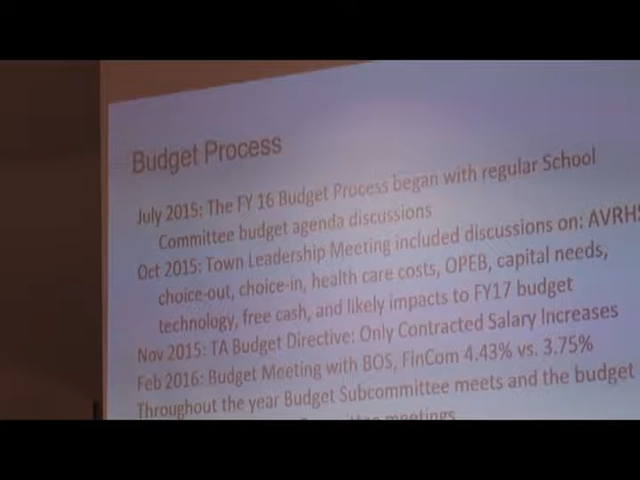 Budget Process
July 2015: The FY 16 Budget Process began with regular School
Committee budget agenda discussions
Oct 2015: Town Leadership Meeting included discussions on: AVRHS
choice-out, choice-in, health care costs, OPEB, capital needs,
technology, free cash, and likely impacts to FY17 budget
Nov 2015: TA Budget Directive: Only Contracted Salary Increases
Feb 2016: Budget Meeting with BOS, FinCom 4.43% vs. 3.75%
Throughout the year Budget Subcommittee meets and the budget
meetings